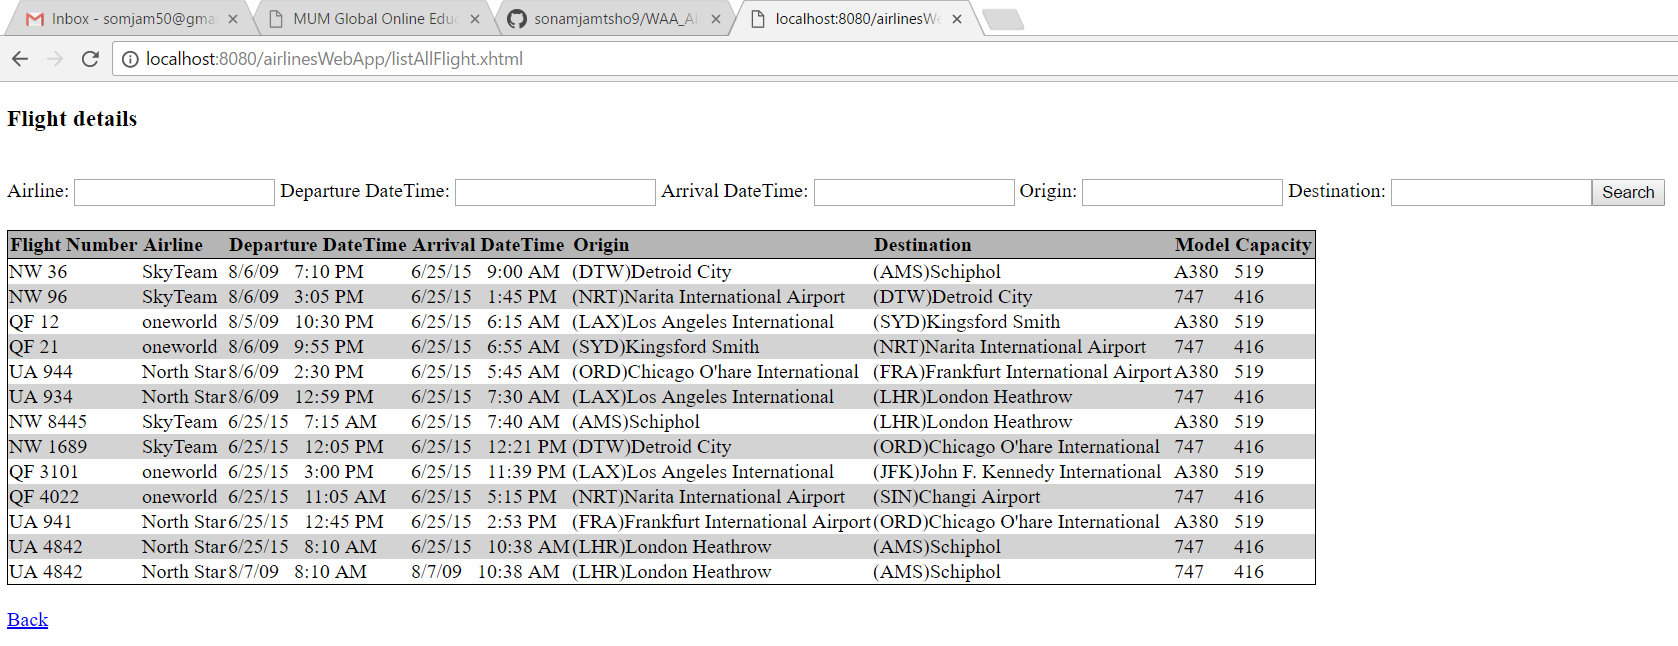 Inbox - somjam50@gma
MUM Global Online Educ
sonamjamtsho9/WAA_A
localhost:8080/airlinesWe
localhost:8080/airlinesWebApp/listAllFlight.xhtml
Flight details
Airline: Departure DateTime: Arrival DateTime: Origin: Destination: Search
Flight Number Airline Departure DateTime Arrival DateTime Origin Destination Model Capacity
NW 36 SkyTeam 8/6/09 7:10 PM 6/25/15 9:00 AM (DTW)Detroid City (AMS)Schiphol A380 519
NW 96 SkyTeam 8/6/09 3:05 PM 6/25/15 1:45 PM (NRT)Narita International Airport (DTW)Detroid City 747 416
QF 12 oneworld 8/5/09 10:30 PM 6/25/15 6:15 AM (LAX)Los Angeles International (SYD)Kingsford Smith A380 519
QF 21 oneworld 8/6/09 9:55 PM 6/25/15 6:55 AM (SYD)Kingsford Smith (NRT)Narita International Airport 747 416
UA 944 North Star 8/6/09 2:30 PM 6/25/15 5:45 AM (ORD)Chicago O'hare International (FRA)Frankfurt International Airport A380 519
UA 934 North Star 8/6/09 12:59 PM 6/25/15 7:30 AM (LAX)Los Angeles International (LHR)London Heathrow 747 416
NW 8445 SkyTeam 6/25/15 7:15 AM 6/25/15 7:40 AM (AMS)Schiphol (LHR)London Heathrow A380 519
NW 1689 SkyTeam 6/25/15 12:05 PM 6/25/15 12:21 PM (DTW)Detroid City (ORD)Chicago O'hare International 747 416
QF 3101 oneworld 6/25/15 3:00 PM 6/25/15 11:39 PM (LAX)Los Angeles International (JFK)John F. Kennedy International A380 519
QF 4022 oneworld 6/25/15 11:05 AM 6/25/15 5:15 PM (NRT)Narita International Airport (SIN)Changi Airport 747 416
UA 941 North Star 6/25/15 12:45 PM 6/25/15 2:53 PM (FRA)Frankfurt International Airport (ORD)Chicago O'hare International A380 519
UA 4842 North Star 6/25/15 8:10 AM 6/25/15 10:38 AM (LHR)London Heathrow (AMS)Schiphol 747 416
UA 4842 North Star 8/7/09 8:10 AM 8/7/09 10:38 AM (LHR)London Heathrow (AMS)Schiphol 747 416
Back